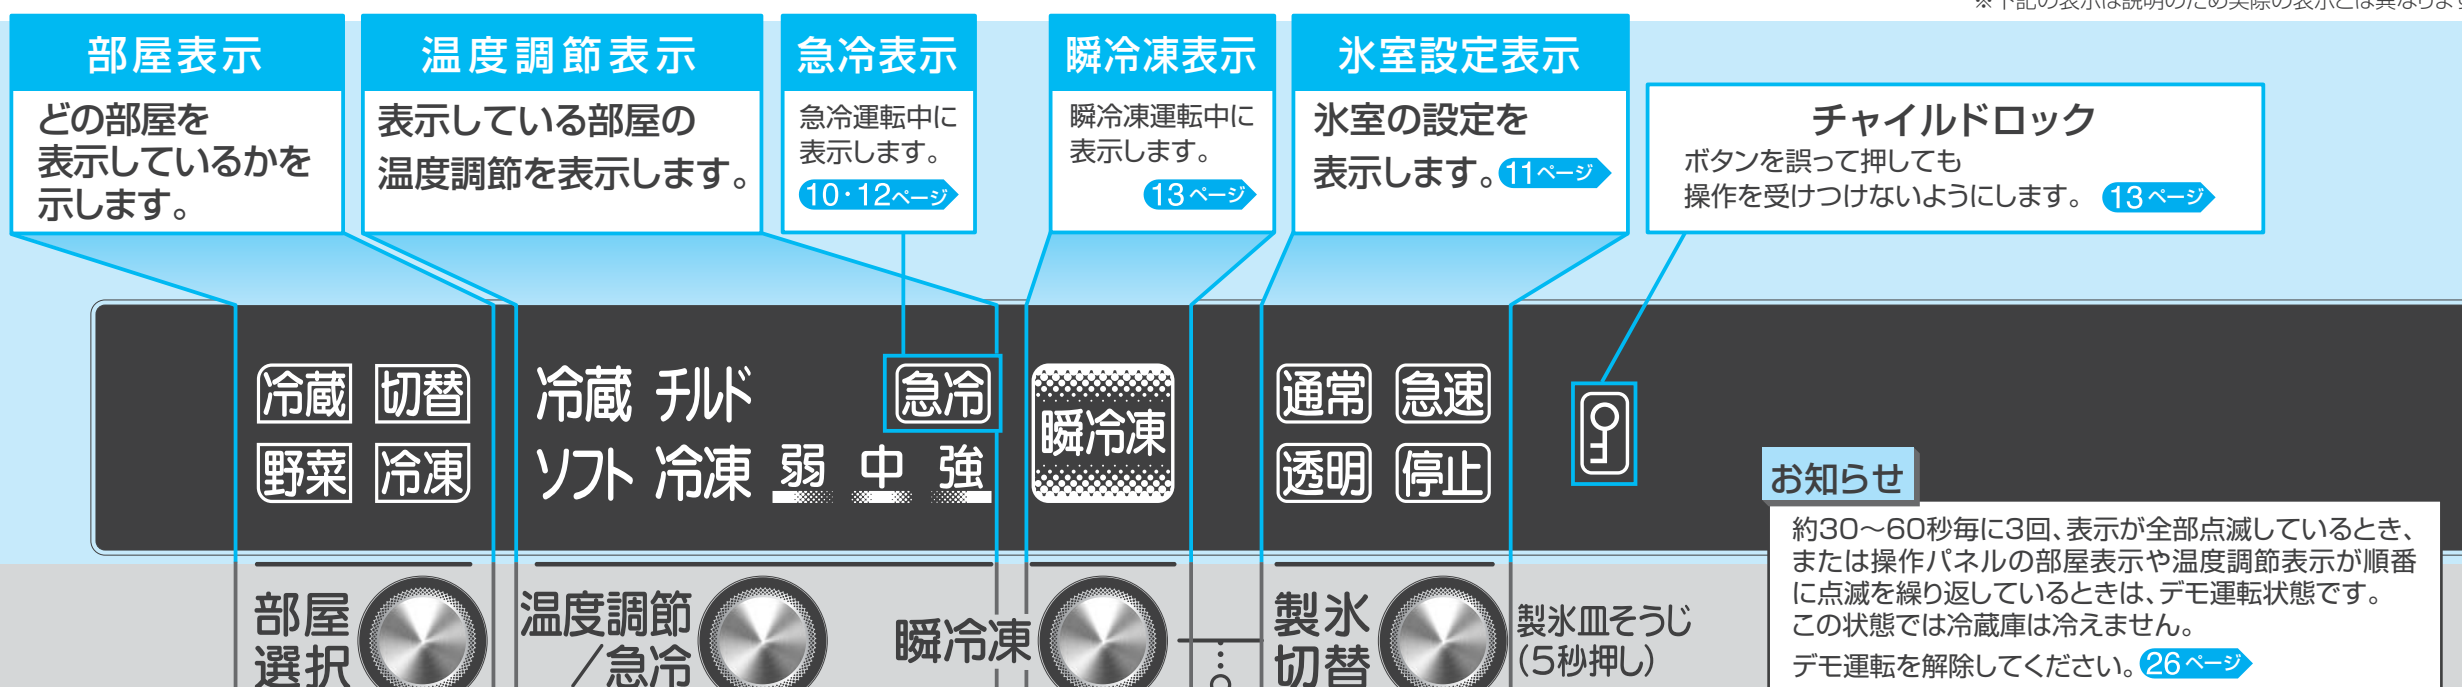 ※下記の表示は説明のため実際の表示とは異なります
部屋表示
どの部屋を
表示しているかを
示します。
温度調節表示
表示している部屋の
温度調節を表示します。
急冷表示
急冷運転中に
表示します。
10・12ページ
瞬冷凍表示
瞬冷凍運転中に
表示します。
13ページ
氷室設定表示
氷室の設定を
表示します。11ページ
チャイルドロック
ボタンを誤って押しても
操作を受けつけないようにします。 13ページ
冷蔵 切替
野菜 冷凍
冷蔵 チルド 急冷
ソフト 冷凍 弱 中 強
瞬冷凍
通常 急速
透明 停止
部屋
選択
温度調節
／急冷
瞬冷凍
製氷
切替
製氷皿そうじ
(5秒押し)
お知らせ
約30～60秒毎に3回、表示が全部点滅しているとき、
または操作パネルの部屋表示や温度調節表示が順番
に点滅を繰り返しているときは、デモ運転状態です。
この状態では冷蔵庫は冷えません。
デモ運転を解除してください。26ページ